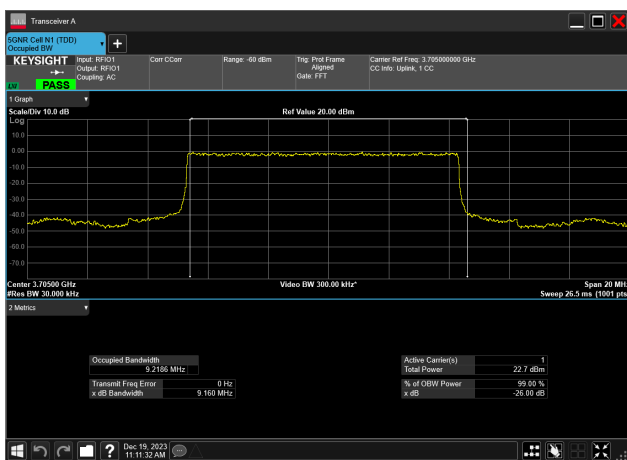 Transceiver A
5GNR Cell N1 (TDD)
Occupied BW
+
KEYSIGHT
Input: RFIO1
Output: RFIO1
Coupling: AC
Corr CCorr
Range: -60 dBm
Trig: Prot Frame
Aligned
Gate: FFT
Carrier Ref Freq: 3.705000000 GHz
CC Info: Uplink, 1 CC
PASS
1 Graph
Scale/Div 10.0 dB
Ref Value 20.00 dBm
Log
10.0
0.00
-10.0
-20.0
-30.0
-40.0
-50.0
-60.0
-70.0
Center 3.70500 GHz
Video BW 300.00 kHz*
Span 20 MHz
#Res BW 30.000 kHz
Sweep 26.5 ms (1001 pts
2 Metrics
Occupied Bandwidth
9.2186 MHz
Active Carrier(s) 1
Total Power 22.7 dBm
Transmit Freq Error 0 Hz
x dB Bandwidth 9.160 MHz
% of OBW Power 99.00 %
x dB -26.00 dB
?
Dec 19, 2023
11:11:32 AM